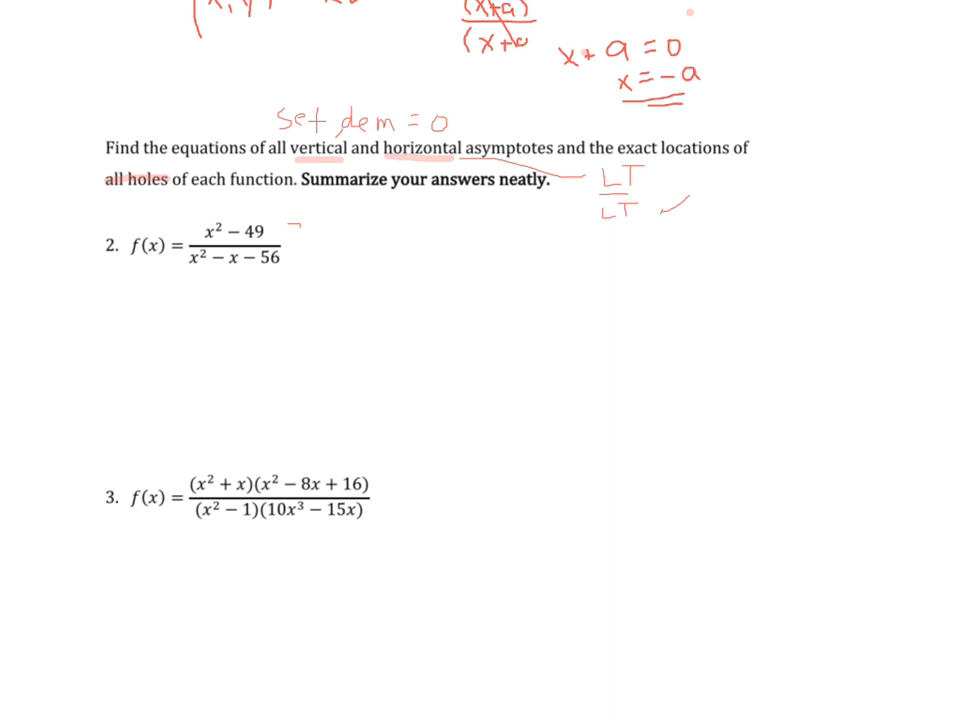 (x+a)
(x+
x + a = 0
x = -a
set dem = 0
Find the equations of all vertical and horizontal asymptotes and the exact locations of
all holes of each function. Summarize your answers neatly.
LT
LT
2. f(x) = (x² − 49)/(x² − x − 56)
3. f(x) = ((x² + x)(x² − 8x + 16))/((x² − 1)(10x³ − 15x))